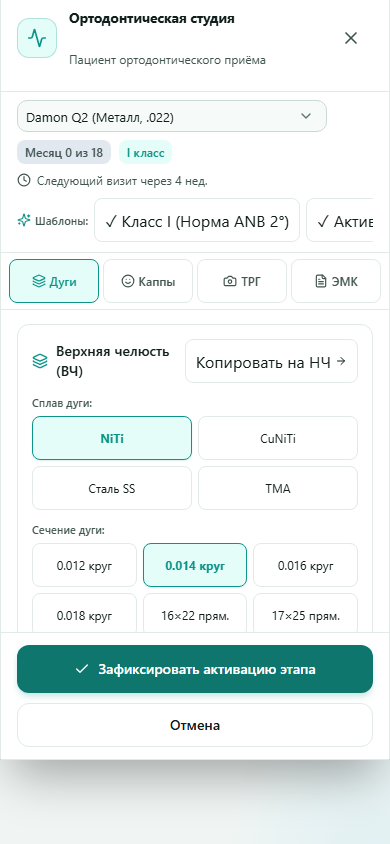 Ортодонтическая студия
Пациент ортодонтического приёма
Damon Q2 (Металл, .022)
Месяц 0 из 18
I класс
Следующий визит через 4 нед.
Шаблоны:
✓ Класс I (Норма ANB 2°)
✓ Актив
Дуги
Каппы
ТРГ
ЭМК
Верхняя челюсть
(ВЧ)
Копировать на НЧ →
Сплав дуги:
NiTi
CuNiTi
Сталь SS
TMA
Сечение дуги:
0.012 круг
0.014 круг
0.016 круг
0.018 круг
16×22 прям.
17×25 прям.
Зафиксировать активацию этапа
Отмена